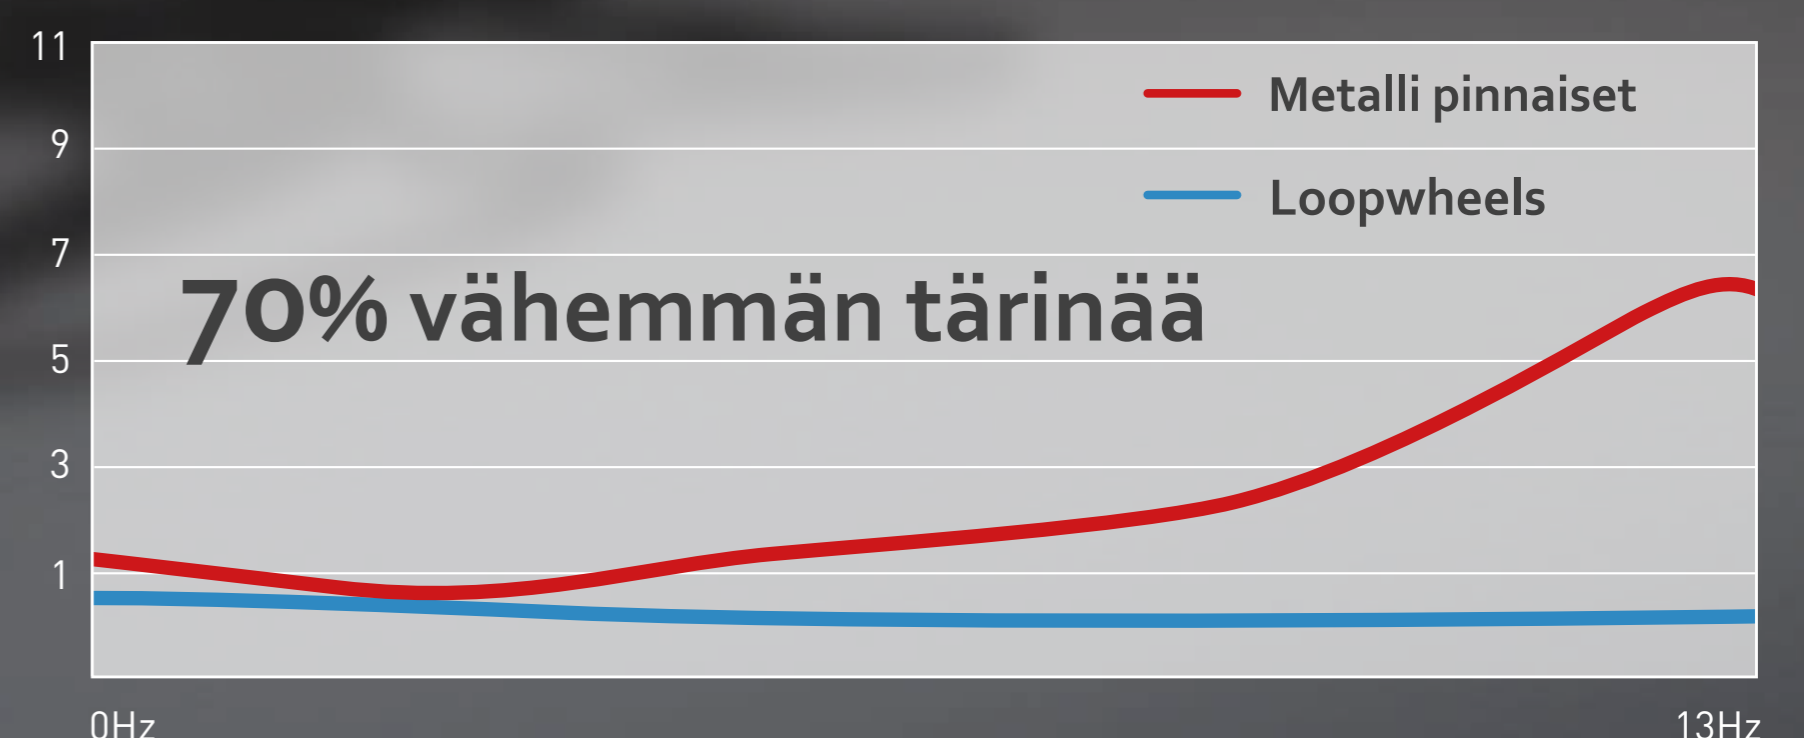 11
Metalli pinnaiset
9
Loopwheels
7
70% vähemmän tärinää
5
3
1
0Hz
13Hz